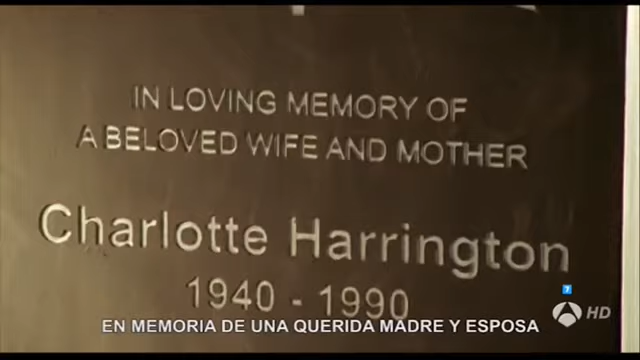 IN LOVING MEMORY OF
A BELOVED WIFE AND MOTHER
Charlotte Harrington
1940 - 1990
EN MEMORIA DE UNA QUERIDA MADRE Y ESPOSA
7
HD